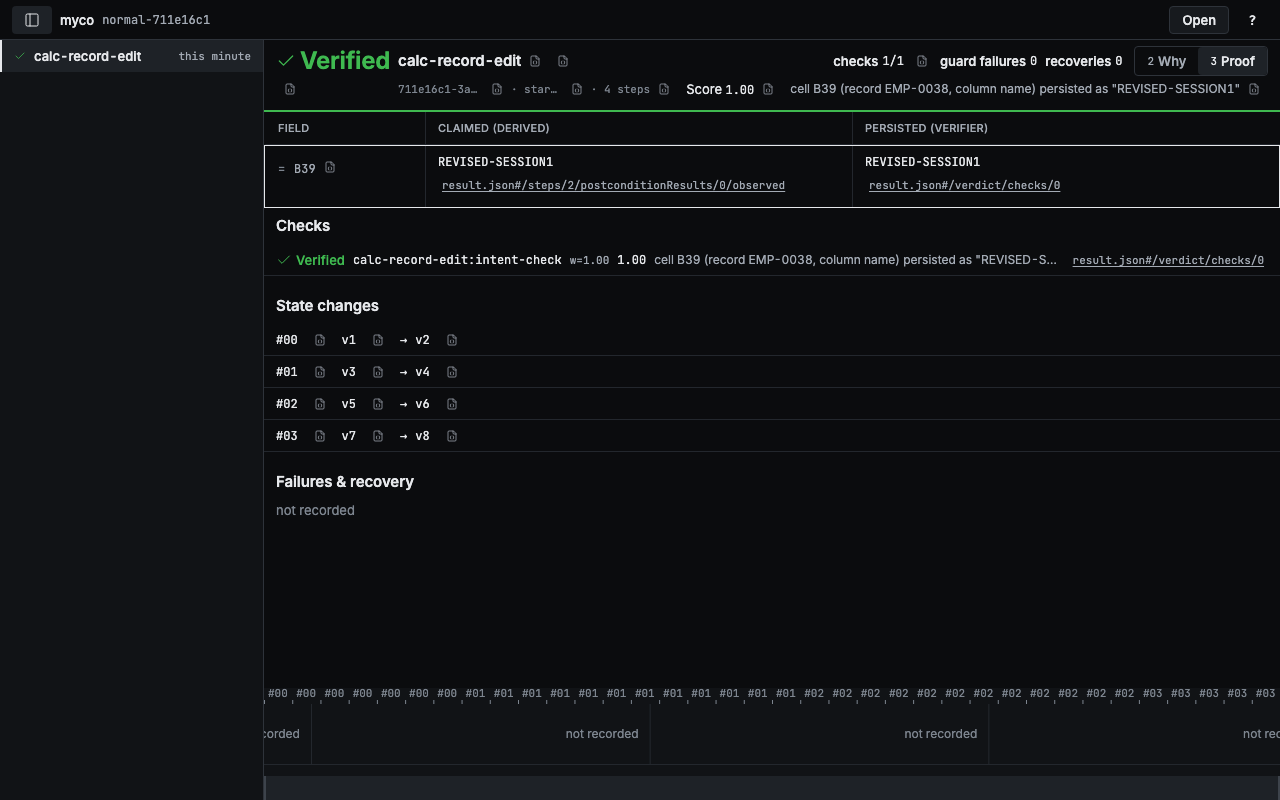 myco normal-711e16c1 Open ?
calc-record-edit this minute
Verified calc-record-edit checks 1/1 guard failures 0 recoveries 0 2 Why 3 Proof
711e16c1-3a… · star… · 4 steps Score 1.00 cell B39 (record EMP-0038, column name) persisted as "REVISED-SESSION1"
FIELD CLAIMED (DERIVED) PERSISTED (VERIFIER)
= B39 REVISED-SESSION1 REVISED-SESSION1
result.json#/steps/2/postconditionResults/0/observed result.json#/verdict/checks/0
Checks
Verified calc-record-edit:intent-check w=1.00 1.00 cell B39 (record EMP-0038, column name) persisted as "REVISED-S... result.json#/verdict/checks/0
State changes
#00 v1 → v2
#01 v3 → v4
#02 v5 → v6
#03 v7 → v8
Failures & recovery
not recorded
#00 #00 #00 #00 #00 #00 #00 #01 #01 #01 #01 #01 #01 #01 #01 #01 #01 #01 #01 #02 #02 #02 #02 #02 #02 #02 #02 #02 #02 #02 #02 #03 #03 #03 #03 #03
corded not recorded not recorded not rec